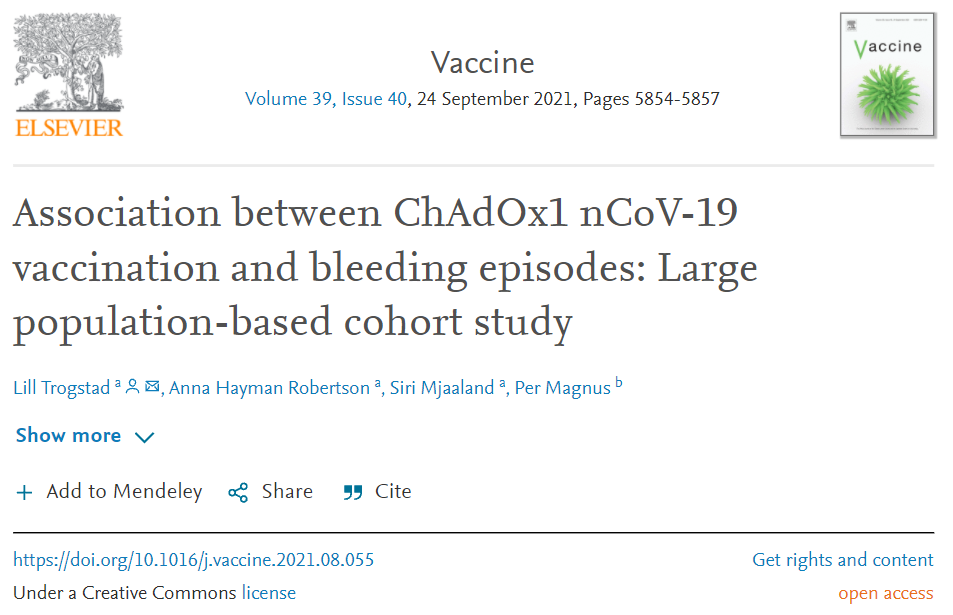 ELSEVIER
Vaccine
Volume 39, Issue 40, 24 September 2021, Pages 5854-5857
Vaccine
Association between ChAdOx1 nCoV-19
vaccination and bleeding episodes: Large
population-based cohort study
Lill Trogstad a, Anna Hayman Robertson a, Siri Mjaaland a, Per Magnus b
Show more
+ Add to Mendeley Share Cite
https://doi.org/10.1016/j.vaccine.2021.08.055 Get rights and content
Under a Creative Commons license open access